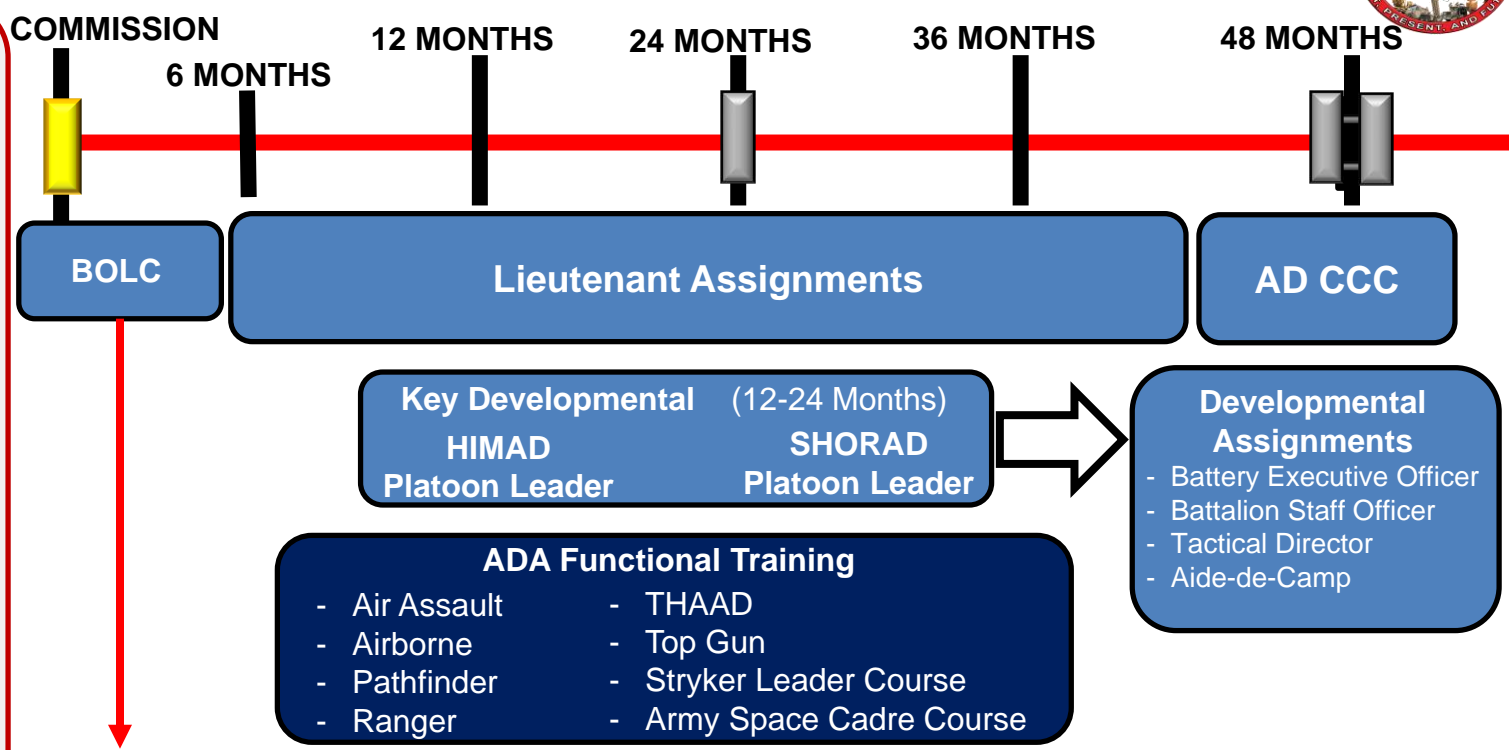 COMMISSION
6 MONTHS
12 MONTHS
24 MONTHS
36 MONTHS
48 MONTHS
PRESENT, AND
BOLC
Lieutenant Assignments
AD CCC
Key Developmental (12-24 Months)
HIMAD
Platoon Leader
SHORAD
Platoon Leader
Developmental
Assignments
- Battery Executive Officer
- Battalion Staff Officer
- Tactical Director
- Aide-de-Camp
ADA Functional Training
- Air Assault
- Airborne
- Pathfinder
- Ranger
- THAAD
- Top Gun
- Stryker Leader Course
- Army Space Cadre Course